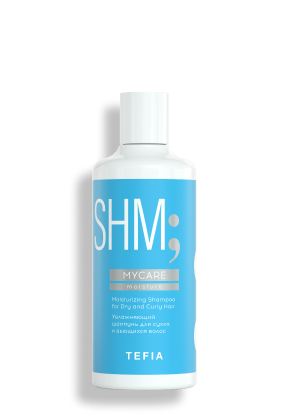 SHM;
MYCARE
moisture
Moisturizing Shampoo
for Dry and Curly Hair
Увлажняющий
шампунь для сухих
и вьющихся волос
TEFIA